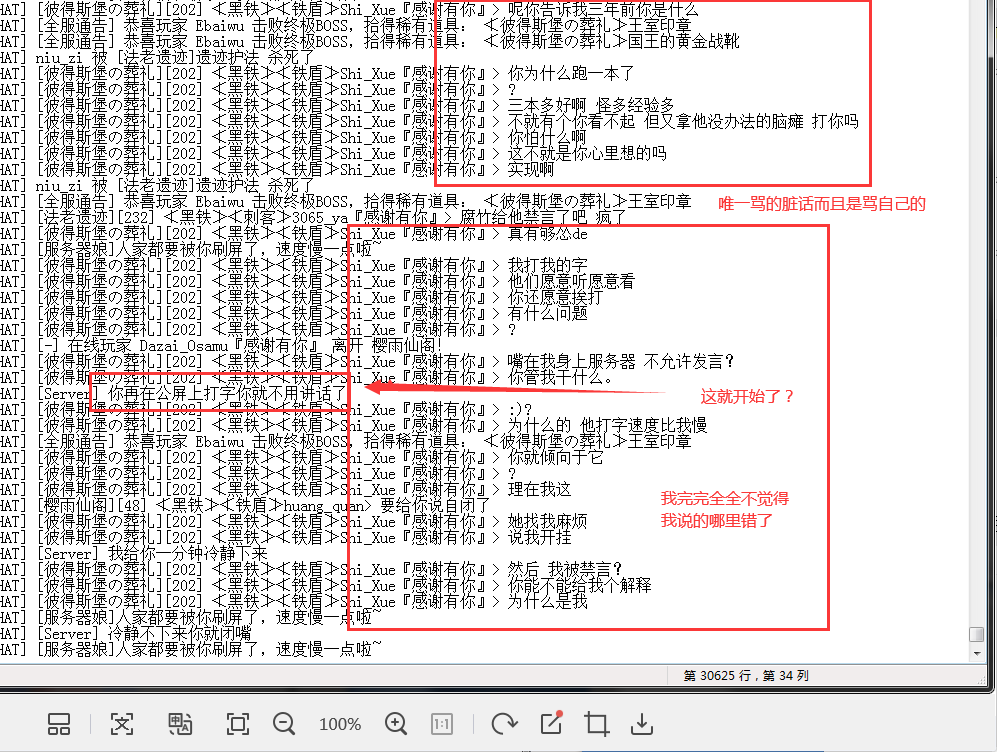 HAT] [彼得斯堡の葬礼][202] ≮黑铁≯≮铁盾≯Shi_Xue『感谢有你』> 呢你告诉我三年前你是什么
HAT] [全服通告] 恭喜玩家 Ebaiwu 击败终极BOSS，拾得稀有道具： ≮彼得斯堡の葬礼≯王室印章
HAT] [全服通告] 恭喜玩家 Ebaiwu 击败终极BOSS，拾得稀有道具： ≮彼得斯堡の葬礼≯国王的黄金战靴
HAT] niu_zi 被 [法老遗迹]遗迹护法 杀死了
HAT] [彼得斯堡の葬礼][202] ≮黑铁≯≮铁盾≯Shi_Xue『感谢有你』> 你为什么跑一本了
HAT] [彼得斯堡の葬礼][202] ≮黑铁≯≮铁盾≯Shi_Xue『感谢有你』> ?
HAT] [彼得斯堡の葬礼][202] ≮黑铁≯≮铁盾≯Shi_Xue『感谢有你』> 三本多好啊 怪多经验多
HAT] [彼得斯堡の葬礼][202] ≮黑铁≯≮铁盾≯Shi_Xue『感谢有你』> 不就有个你看不起 但又拿他没办法的脑瘫 打你吗
HAT] [彼得斯堡の葬礼][202] ≮黑铁≯≮铁盾≯Shi_Xue『感谢有你』> 你怕什么啊
HAT] [彼得斯堡の葬礼][202] ≮黑铁≯≮铁盾≯Shi_Xue『感谢有你』> 这不就是你心里想的吗
HAT] [彼得斯堡の葬礼][202] ≮黑铁≯≮铁盾≯Shi_Xue『感谢有你』> 实现啊
HAT] niu_zi 被 [法老遗迹]遗迹护法 杀死了
HAT] [全服通告] 恭喜玩家 Ebaiwu 击败终极BOSS，拾得稀有道具： ≮彼得斯堡の葬礼≯王室印章
唯一骂的脏话而且是骂自己的
HAT] [法老遗迹][232] ≮黑铁≯≮刺客≯3065_ya『感谢有你』> 腐竹给他禁言了吧 疯了
HAT] [彼得斯堡の葬礼][202] ≮黑铁≯≮铁盾≯Shi_Xue『感谢有你』> 真有够怂de
HAT] [服务器娘]人家都要被你刷屏了，速度慢一点啦~
HAT] [彼得斯堡の葬礼][202] ≮黑铁≯≮铁盾≯Shi_Xue『感谢有你』> 我打我的字
HAT] [彼得斯堡の葬礼][202] ≮黑铁≯≮铁盾≯Shi_Xue『感谢有你』> 他们愿意听愿意看
HAT] [彼得斯堡の葬礼][202] ≮黑铁≯≮铁盾≯Shi_Xue『感谢有你』> 你还愿意挨打
HAT] [彼得斯堡の葬礼][202] ≮黑铁≯≮铁盾≯Shi_Xue『感谢有你』> 有什么问题
HAT] [彼得斯堡の葬礼][202] ≮黑铁≯≮铁盾≯Shi_Xue『感谢有你』> ?
HAT] [-] 在线玩家 Dazai_Osamu『感谢有你』 离开 樱雨仙阁!
HAT] [彼得斯堡の葬礼][202] ≮黑铁≯≮铁盾≯Shi_Xue『感谢有你』> 嘴在我身上服务器 不允许发言?
HAT] [彼得斯堡の葬礼][202] ≮黑铁≯≮铁盾≯Shi_Xue『感谢有你』> 你管我干什么。
HAT] [Server] 你再在公屏上打字你就不用讲话了
这就开始了？
HAT] [彼得斯堡の葬礼][202] ≮黑铁≯≮铁盾≯Shi_Xue『感谢有你』> :)?
HAT] [彼得斯堡の葬礼][202] ≮黑铁≯≮铁盾≯Shi_Xue『感谢有你』> 为什么的 他打字速度比我慢
HAT] [全服通告] 恭喜玩家 Ebaiwu 击败终极BOSS，拾得稀有道具： ≮彼得斯堡の葬礼≯王室印章
HAT] [彼得斯堡の葬礼][202] ≮黑铁≯≮铁盾≯Shi_Xue『感谢有你』> 你就倾向于它
HAT] [彼得斯堡の葬礼][202] ≮黑铁≯≮铁盾≯Shi_Xue『感谢有你』> ?
HAT] [彼得斯堡の葬礼][202] ≮黑铁≯≮铁盾≯Shi_Xue『感谢有你』> 理在我这
HAT] [樱雨仙阁][48] ≮黑铁≯≮铁盾≯huang_quan> 要给你说自闭了
HAT] [彼得斯堡の葬礼][202] ≮黑铁≯≮铁盾≯Shi_Xue『感谢有你』> 她找我麻烦
HAT] [彼得斯堡の葬礼][202] ≮黑铁≯≮铁盾≯Shi_Xue『感谢有你』> 说我开挂
我完完全全不觉得
我说的哪里错了
HAT] [Server] 我给你一分钟冷静下来
HAT] [彼得斯堡の葬礼][202] ≮黑铁≯≮铁盾≯Shi_Xue『感谢有你』> 然后 我被禁言?
HAT] [彼得斯堡の葬礼][202] ≮黑铁≯≮铁盾≯Shi_Xue『感谢有你』> 你能不能给我个解释
HAT] [彼得斯堡の葬礼][202] ≮黑铁≯≮铁盾≯Shi_Xue『感谢有你』> 为什么是我
HAT] [服务器娘]人家都要被你刷屏了，速度慢一点啦~
HAT] [Server] 冷静不下来你就闭嘴
HAT] [服务器娘]人家都要被你刷屏了，速度慢一点啦~
第 30625 行，第 34 列
100%
1:1